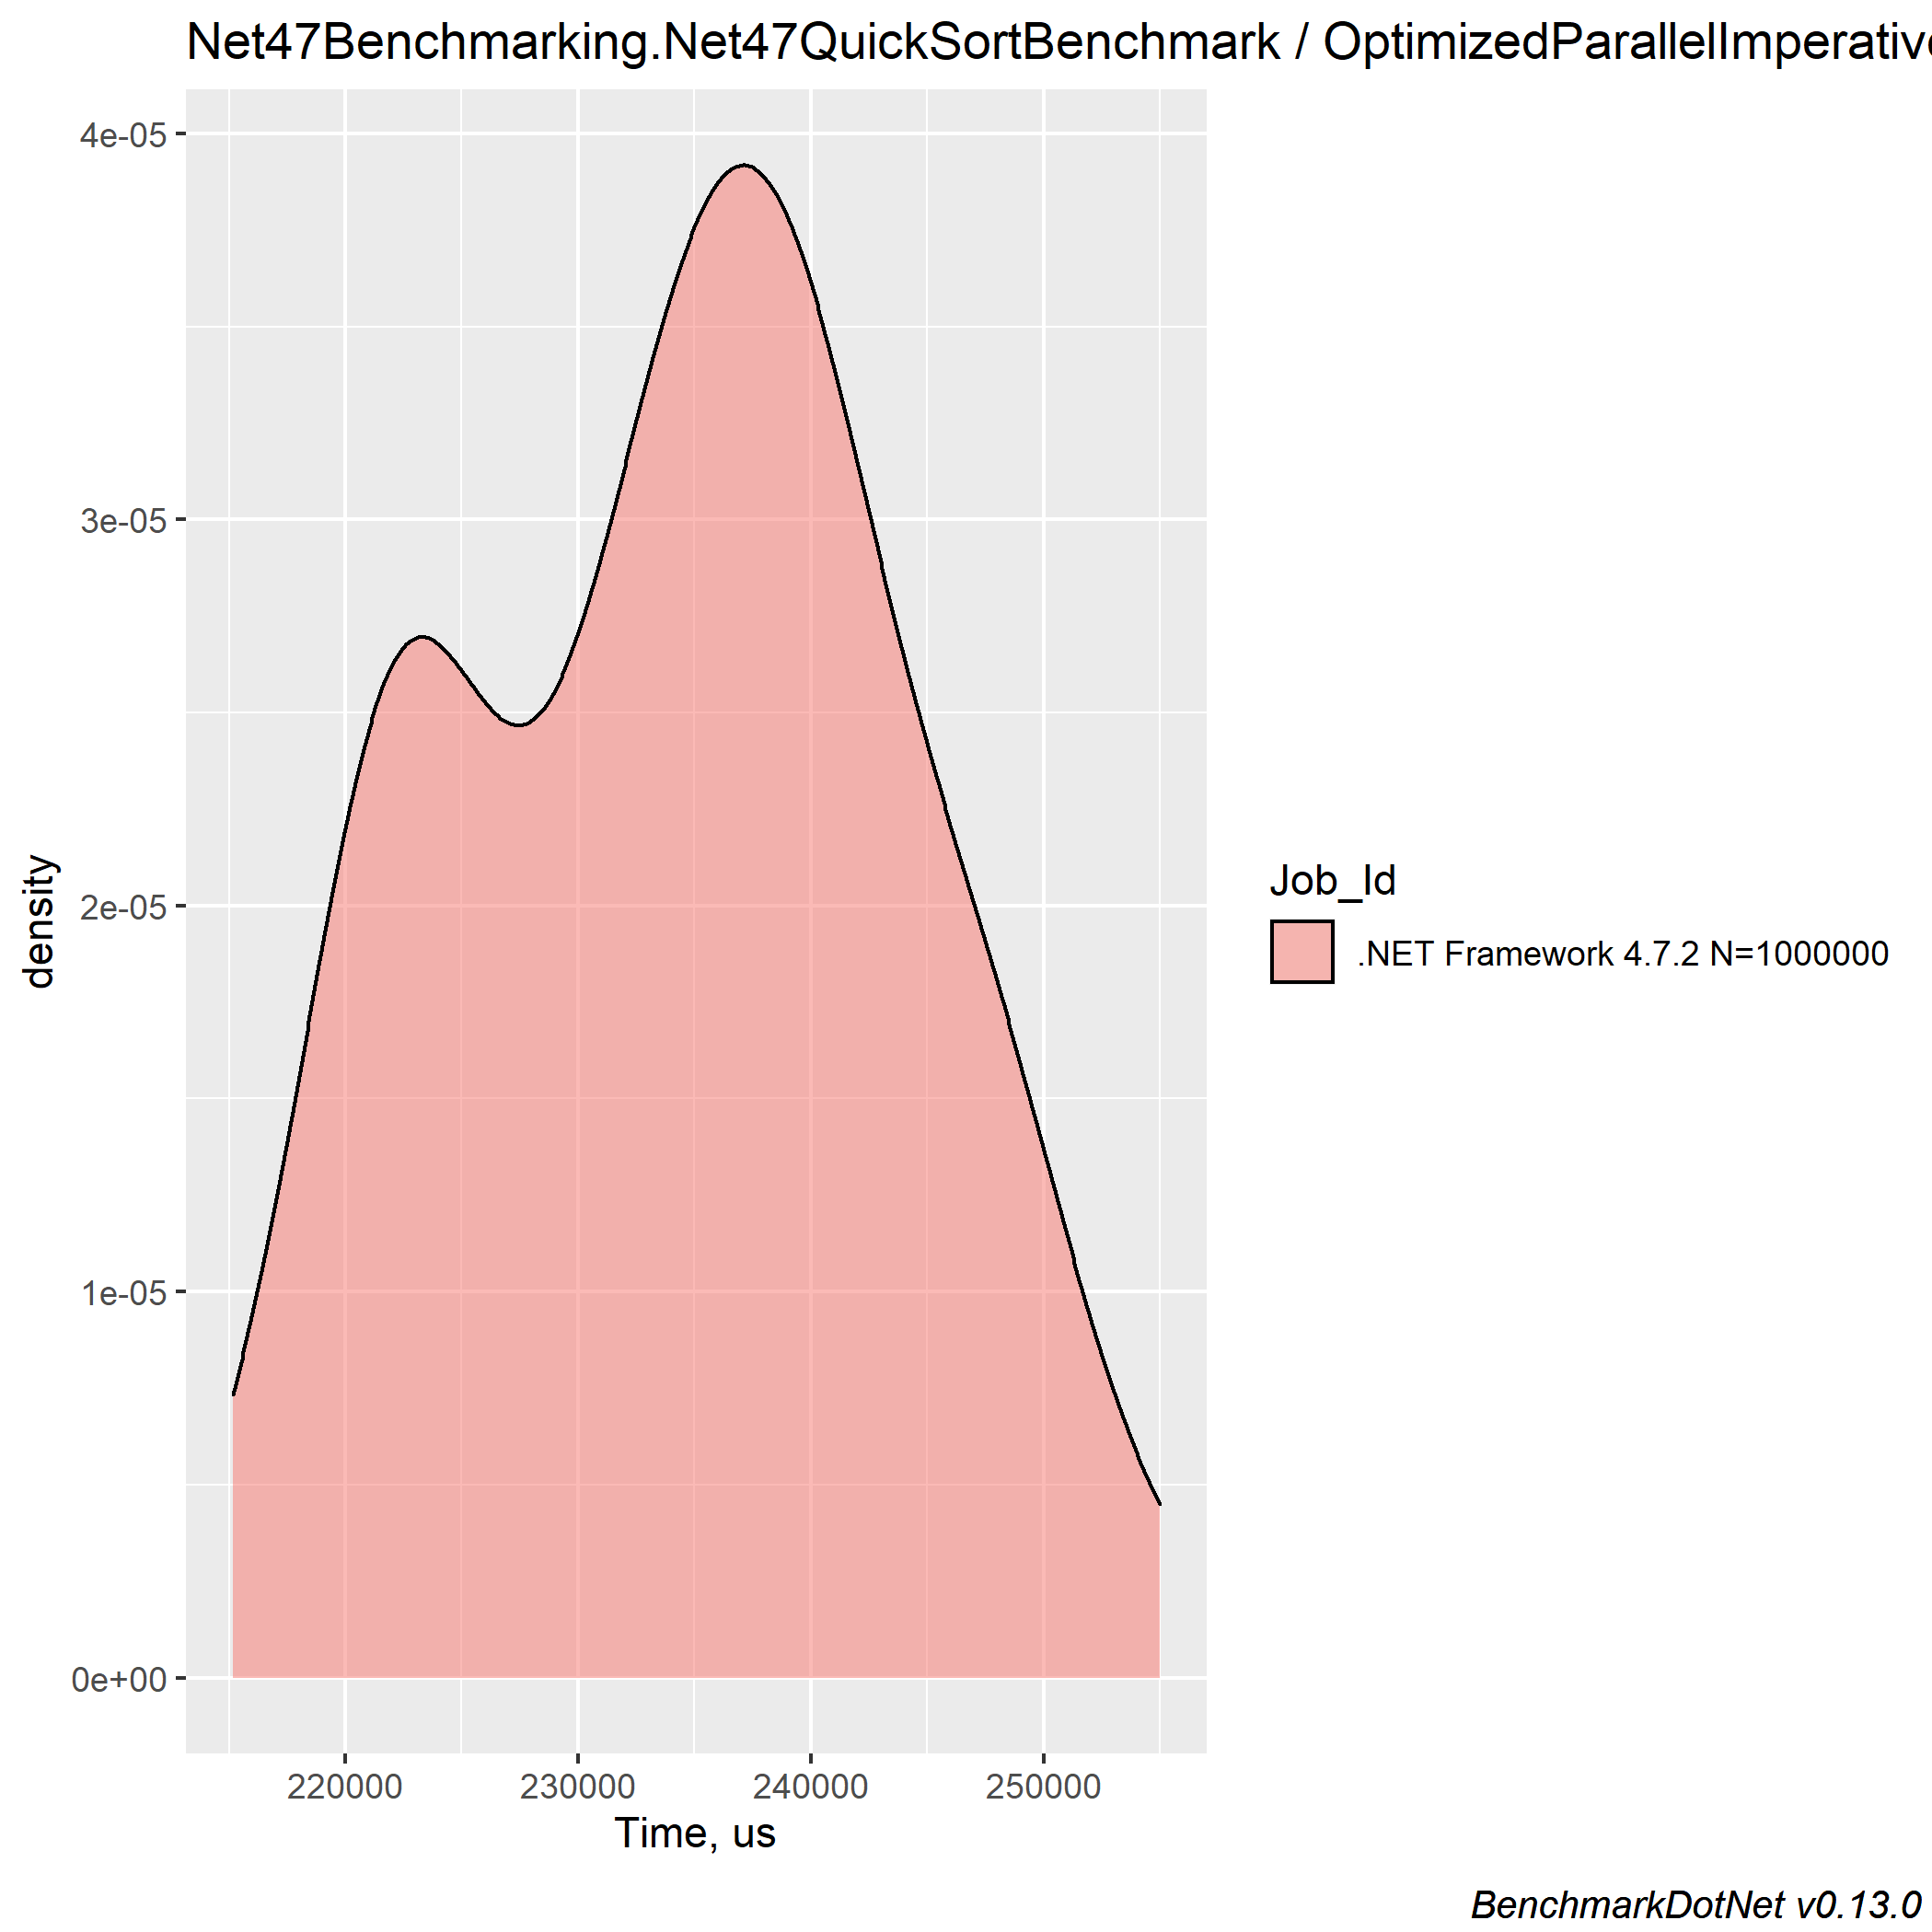 Net47Benchmarking.Net47QuickSortBenchmark / OptimizedParallelImperative
density
4e-05
3e-05
2e-05
1e-05
0e+00
220000 230000 240000 250000
Time, us
Job_Id
.NET Framework 4.7.2 N=1000000
BenchmarkDotNet v0.13.0